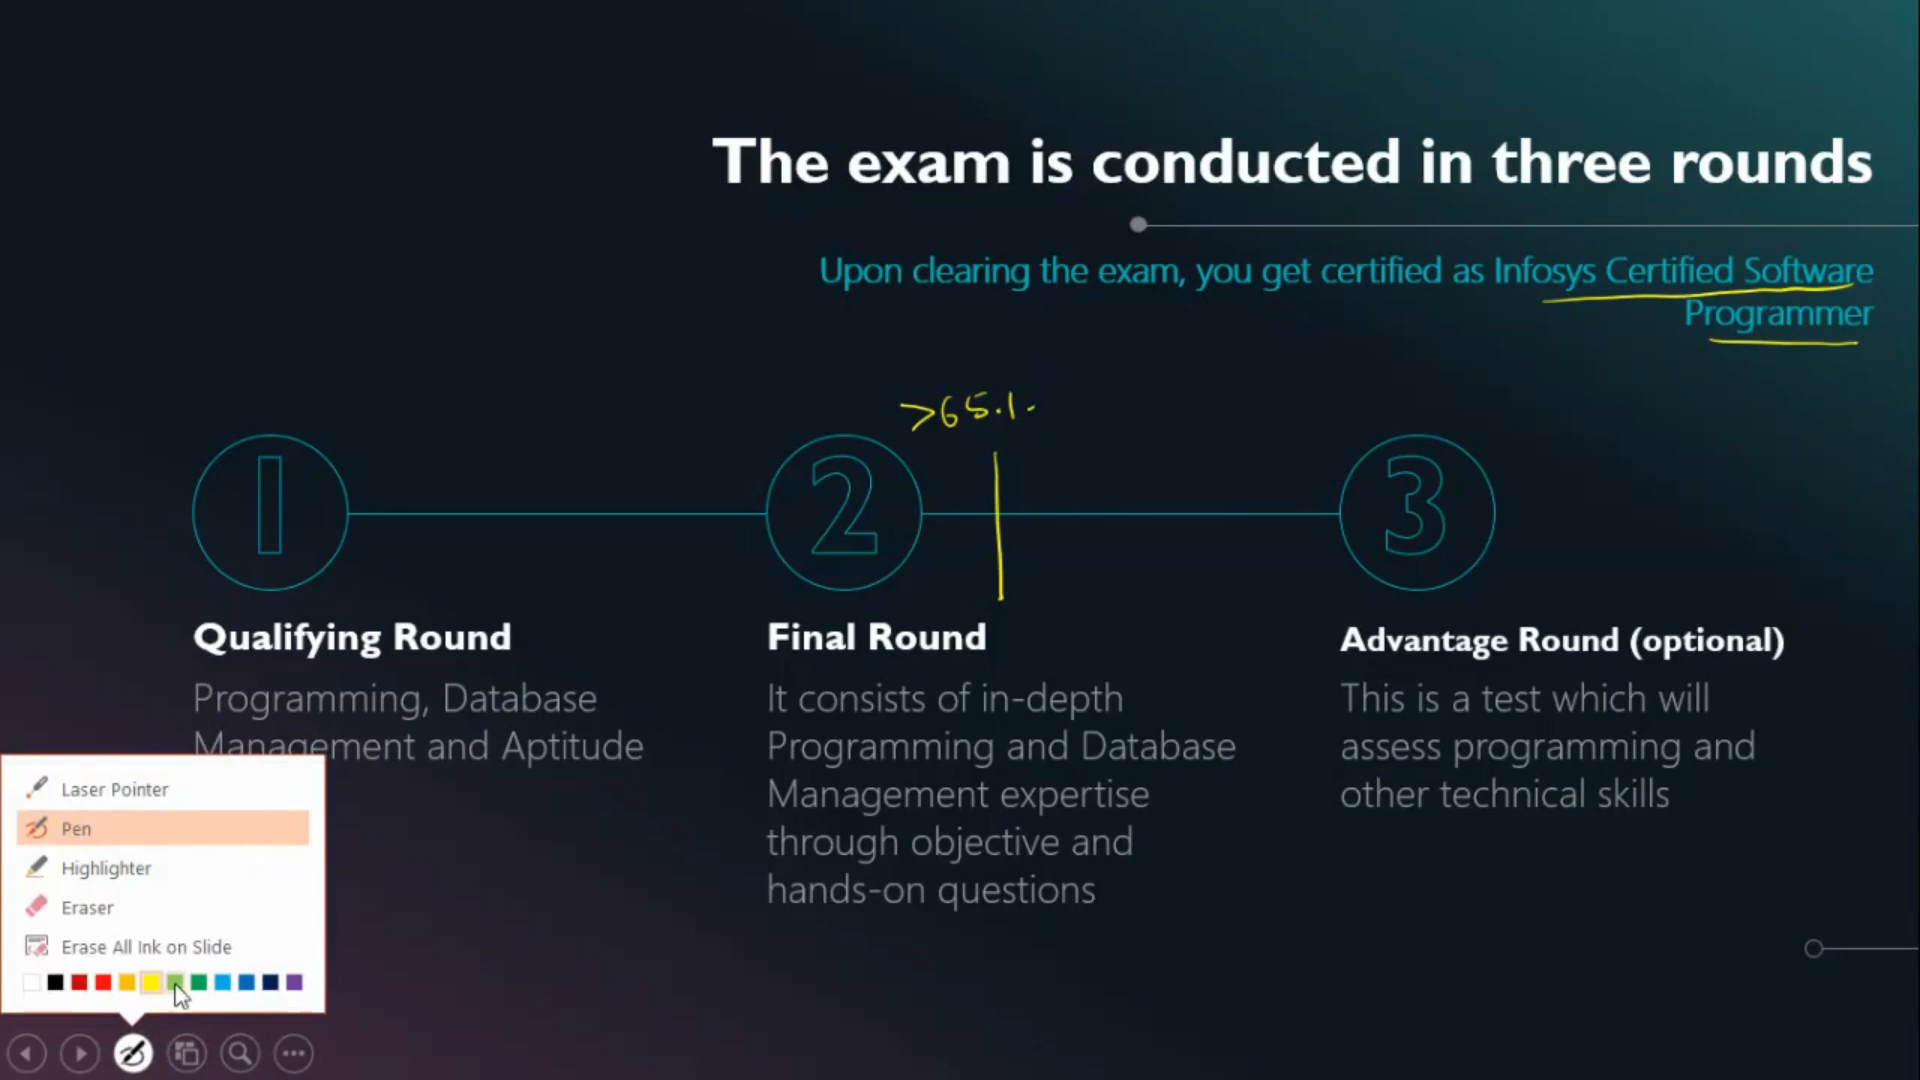 The exam is conducted in three rounds
Upon clearing the exam, you get certified as Infosys Certified Software
Programmer
>65.1.
1
2
3
Qualifying Round
Programming, Database
Management and Aptitude
Final Round
It consists of in-depth
Programming and Database
Management expertise
through objective and
hands-on questions
Advantage Round (optional)
This is a test which will
assess programming and
other technical skills
Laser Pointer
Pen
Highlighter
Eraser
Erase All Ink on Slide